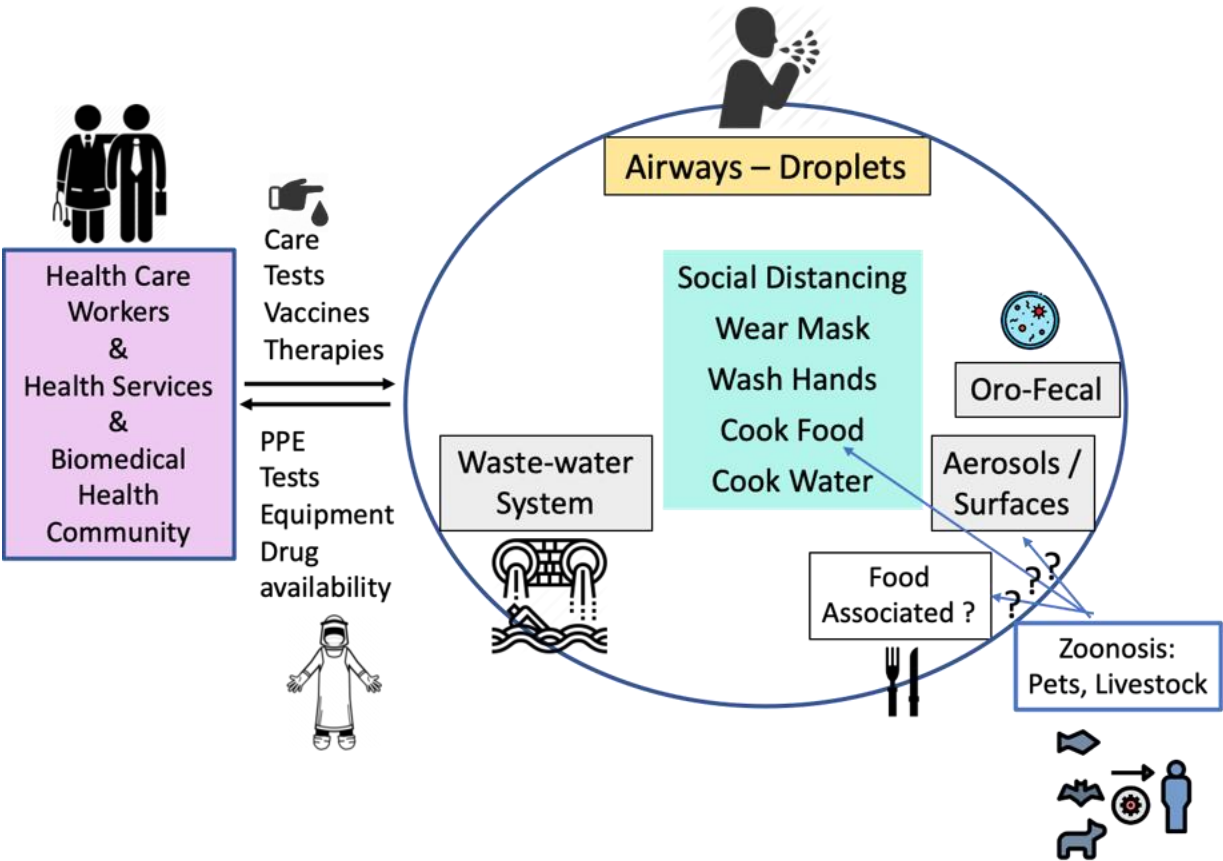 Airways – Droplets
Health Care
Workers
&
Health Services
&
Biomedical
Health
Community
Care
Tests
Vaccines
Therapies
PPE
Tests
Equipment
Drug
availability
Social Distancing
Wear Mask
Wash Hands
Cook Food
Cook Water
Oro-Fecal
Waste-water
System
Aerosols /
Surfaces
Food
Associated ?
? ? ?
Zoonosis:
Pets, Livestock